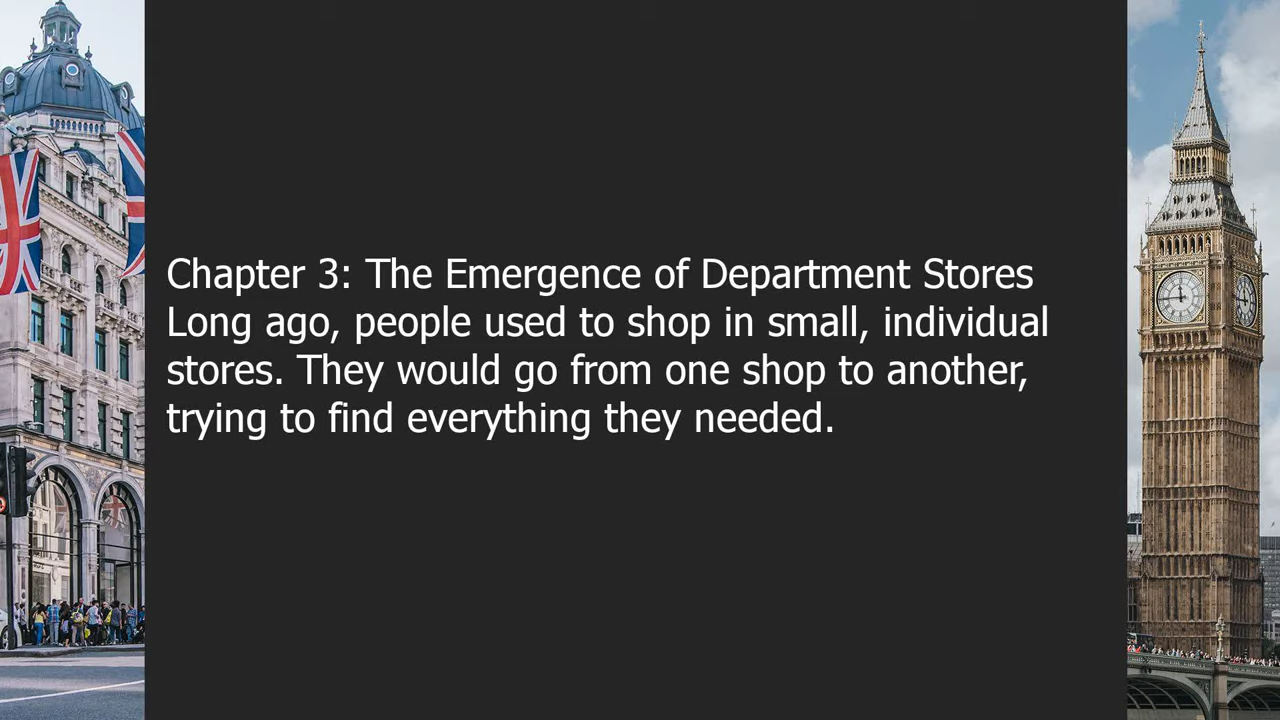 Chapter 3: The Emergence of Department Stores
Long ago, people used to shop in small, individual
stores. They would go from one shop to another,
trying to find everything they needed.